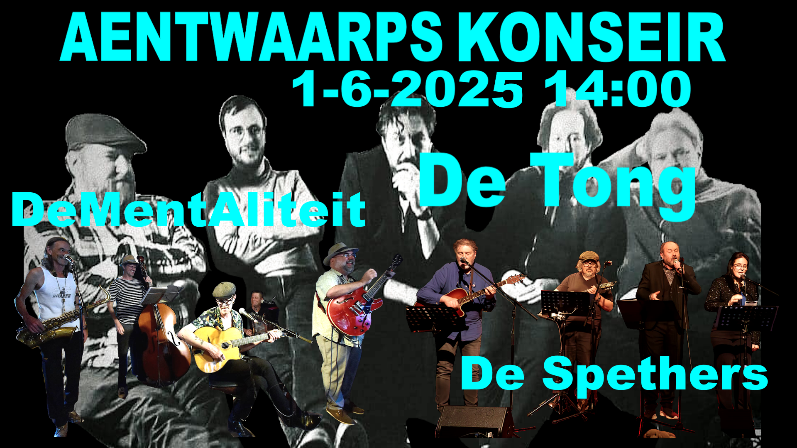 AENTWAARPS KONSEIR
1-6-2025 14:00
De Tong
DeMentAliteit
De Spethers